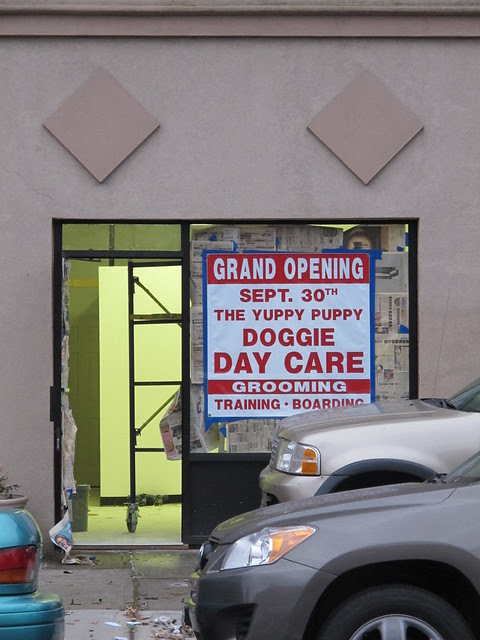 GRAND OPENING
SEPT. 30TH
THE YUPPY PUPPY
DOGGIE
DAY CARE
GROOMING
TRAINING • BOARDING